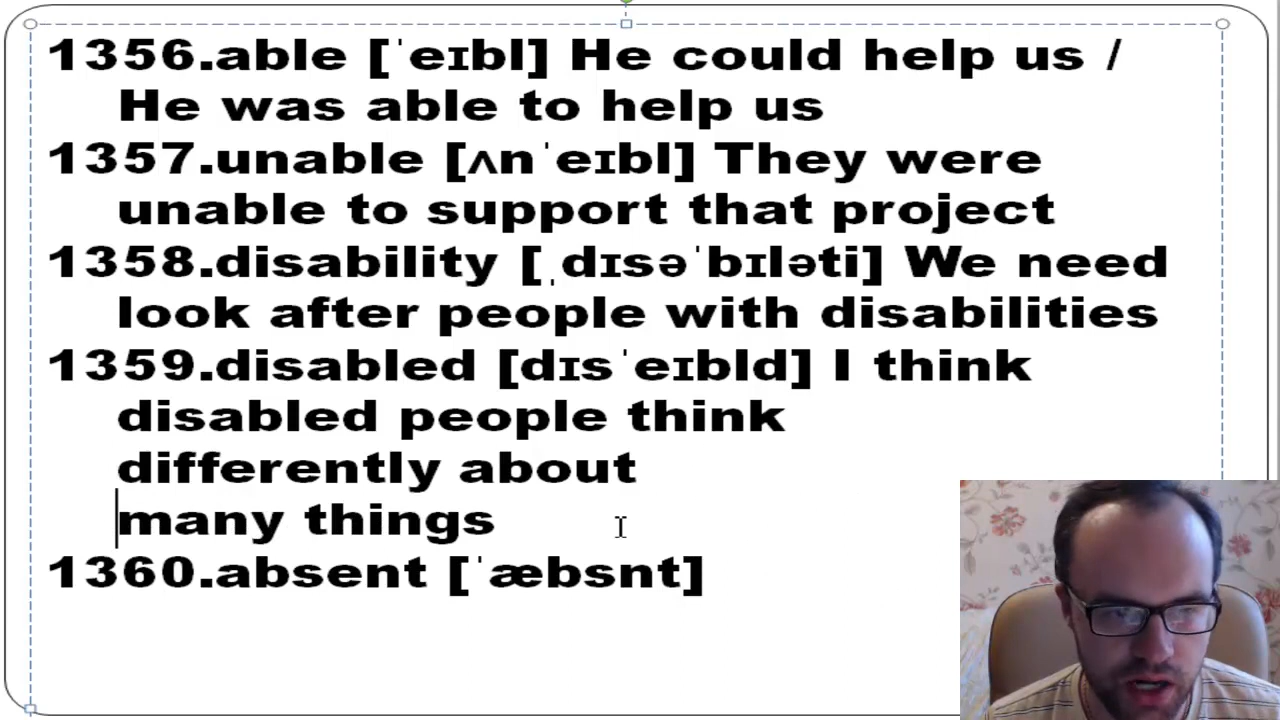 1356.able [ˈeɪbl] He could help us /
He was able to help us
1357.unable [ʌnˈeɪbl] They were
unable to support that project
1358.disability [ˌdɪsəˈbɪləti] We need
look after people with disabilities
1359.disabled [dɪsˈeɪbld] I think
disabled people think
differently about
many things
1360.absent [ˈæbsnt]